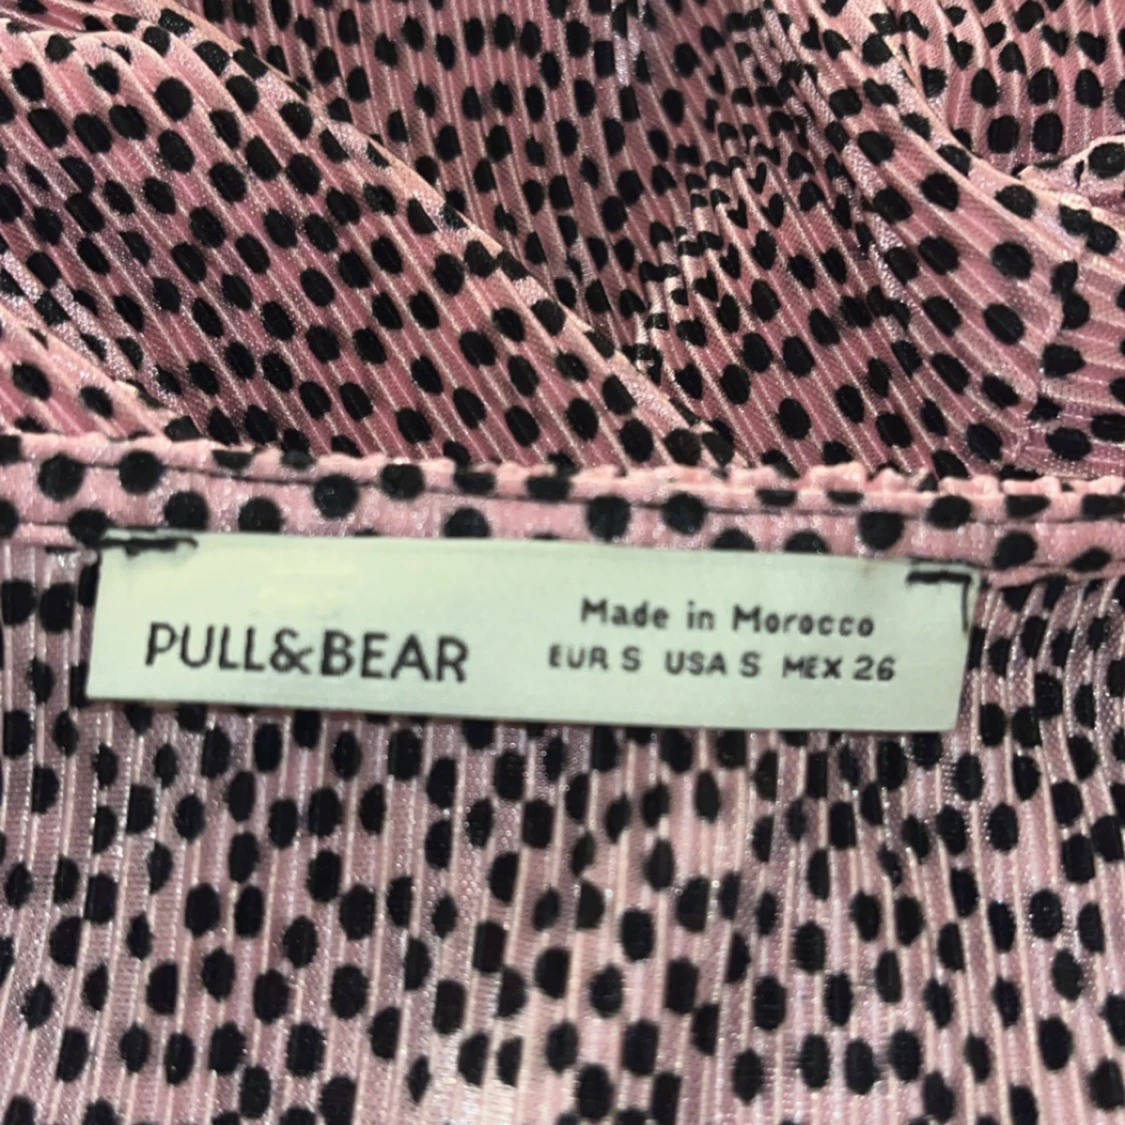 PULL&BEAR
Made in Morocco
EUR S USA S MEX 26